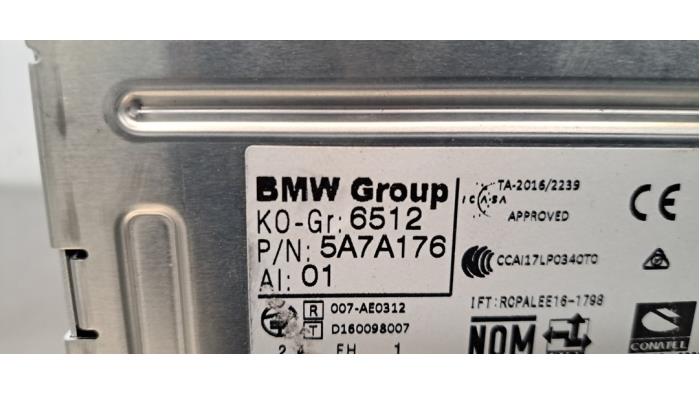 BMW Group
KO-Gr: 6512
P/N: 5A7A176
AI: 01
R 007-AE0312
T D160098007
ICASA
TA-2016/2239
APPROVED
CE
CCAI17LP0340T0
IFT: RCPALEE16-1798
NOM
CONATEL